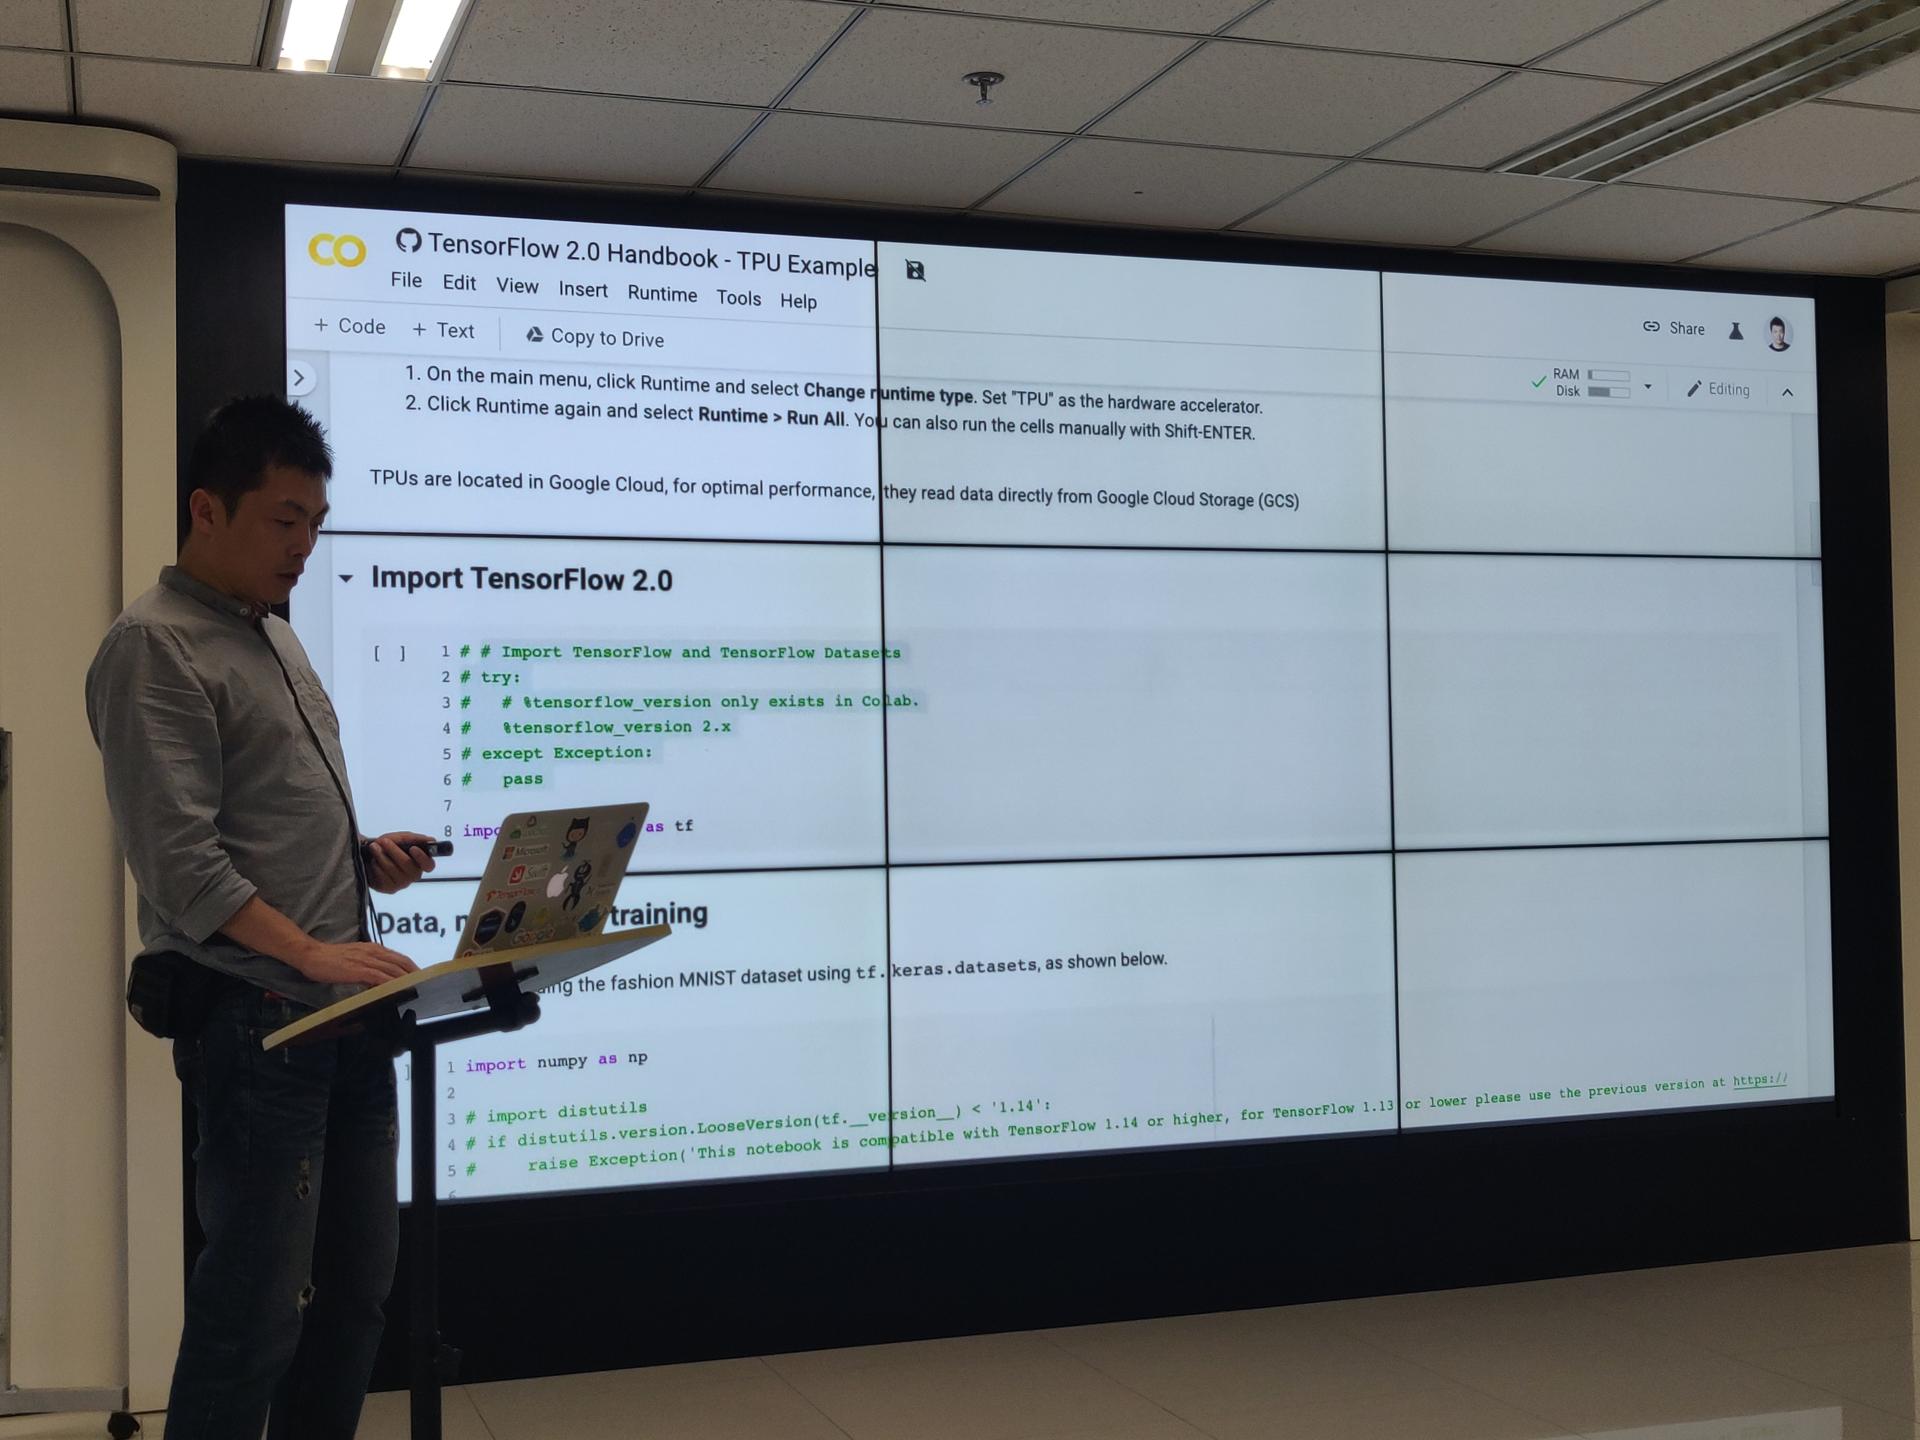 TensorFlow 2.0 Handbook - TPU Example
File Edit View Insert Runtime Tools Help
Share
+ Code + Text Copy to Drive
RAM
Disk
Editing
1. On the main menu, click Runtime and select Change runtime type. Set "TPU" as the hardware accelerator.
2. Click Runtime again and select Runtime > Run All. You can also run the cells manually with Shift-ENTER.
TPUs are located in Google Cloud, for optimal performance, they read data directly from Google Cloud Storage (GCS)
Import TensorFlow 2.0
[ ] 1 # # Import TensorFlow and TensorFlow Datasets
2 # try:
3 # # %tensorflow_version only exists in Colab.
4 # %tensorflow_version 2.x
5 # except Exception:
6 # pass
7
8 impo as tf
Data, training
ing the fashion MNIST dataset using tf.keras.datasets, as shown below.
] 1 import numpy as np
2
3 # import distutils
4 # if distutils.version.LooseVersion(tf.__version__) < '1.14':
5 # raise Exception('This notebook is compatible with TensorFlow 1.14 or higher, for TensorFlow 1.13 or lower please use the previous version at https://
6
Microsoft
Swift
TensorFlow
Google